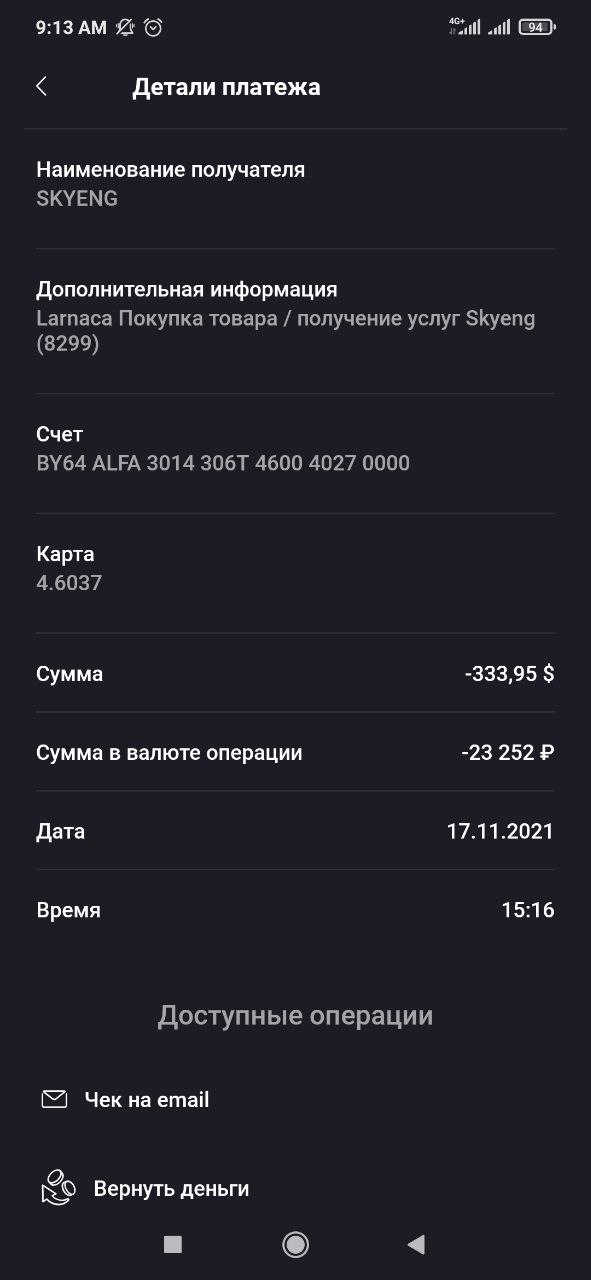 9:13 AM 4G+ 94
Детали платежа
Наименование получателя
SKYENG
Дополнительная информация
Larnaca Покупка товара / получение услуг Skyeng
(8299)
Счет
BY64 ALFA 3014 306T 4600 4027 0000
Карта
4.6037
Сумма -333,95 $
Сумма в валюте операции -23 252 ₽
Дата 17.11.2021
Время 15:16
Доступные операции
Чек на email
Вернуть деньги